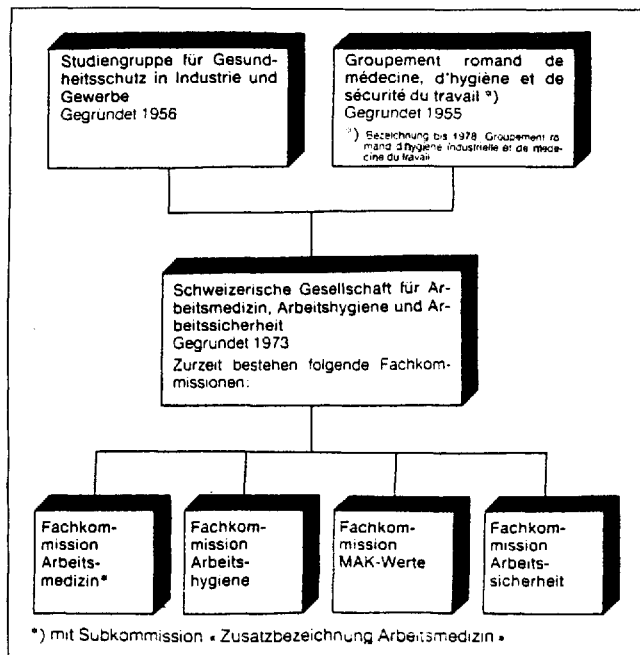 Studiengruppe für Gesund-
heitsschutz in Industrie und
Gewerbe
Gegründet 1956
Groupement romand de
médecine, d'hygiène et de
sécurité du travail *)
Gegrundet 1955
*) Bezeichnung bis 1978 Groupement ro
mand d'hygiène industrielle et de méde-
cine du travail
Schweizerische Gesellschaft für Ar-
beitsmedizin, Arbeitshygiene und Ar-
beitssicherheit
Gegrundet 1973
Zurzeit bestehen folgende Fachkom-
missionen:
Fachkom-
mission
Arbeits-
medizin*
Fachkom-
mission
Arbeits-
hygiene
Fachkom-
mission
MAK-Werte
Fachkom-
mission
Arbeits-
sicherheit
*) mit Subkommission « Zusatzbezeichnung Arbeitsmedizin »